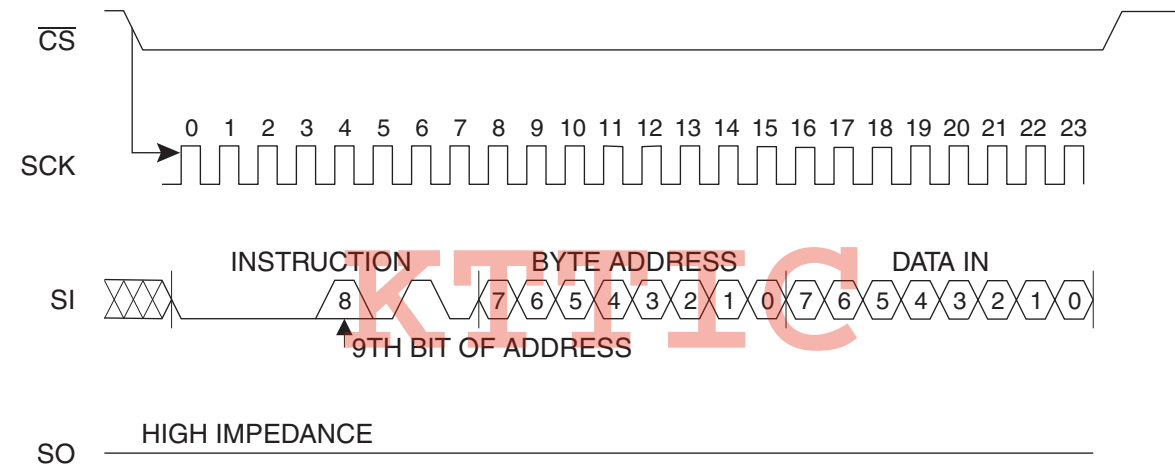 CS
0 1 2 3 4 5 6 7 8 9 10 11 12 13 14 15 16 17 18 19 20 21 22 23
SCK
INSTRUCTION BYTE ADDRESS DATA IN
SI 8 7 6 5 4 3 2 1 0 7 6 5 4 3 2 1 0
KTTIC
9TH BIT OF ADDRESS
HIGH IMPEDANCE
SO